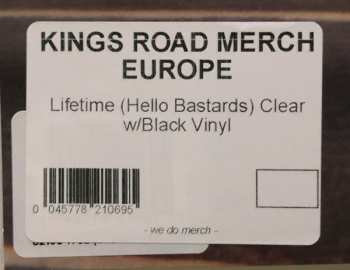 KINGS ROAD MERCH
EUROPE
Lifetime (Hello Bastards) Clear
w/Black Vinyl
0 045778 210695
- we do merch -